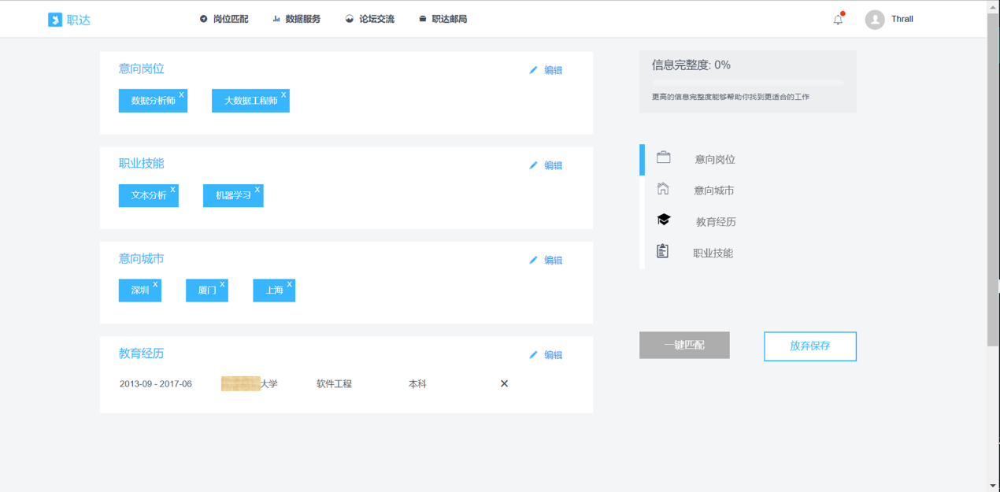 职达 岗位匹配 数据服务 论坛交流 职达邮局 Thrall
意向岗位 编辑
数据分析师 X 大数据工程师 X
职业技能 编辑
文本分析 X 机器学习 X
意向城市 编辑
深圳 X 厦门 X 上海 X
教育经历 编辑
2013-09 - 2017-06 大学 软件工程 本科 ×
信息完整度: 0%
更高的信息完整度能够帮助你找到更适合的工作
意向岗位
意向城市
教育经历
职业技能
一键匹配 放弃保存